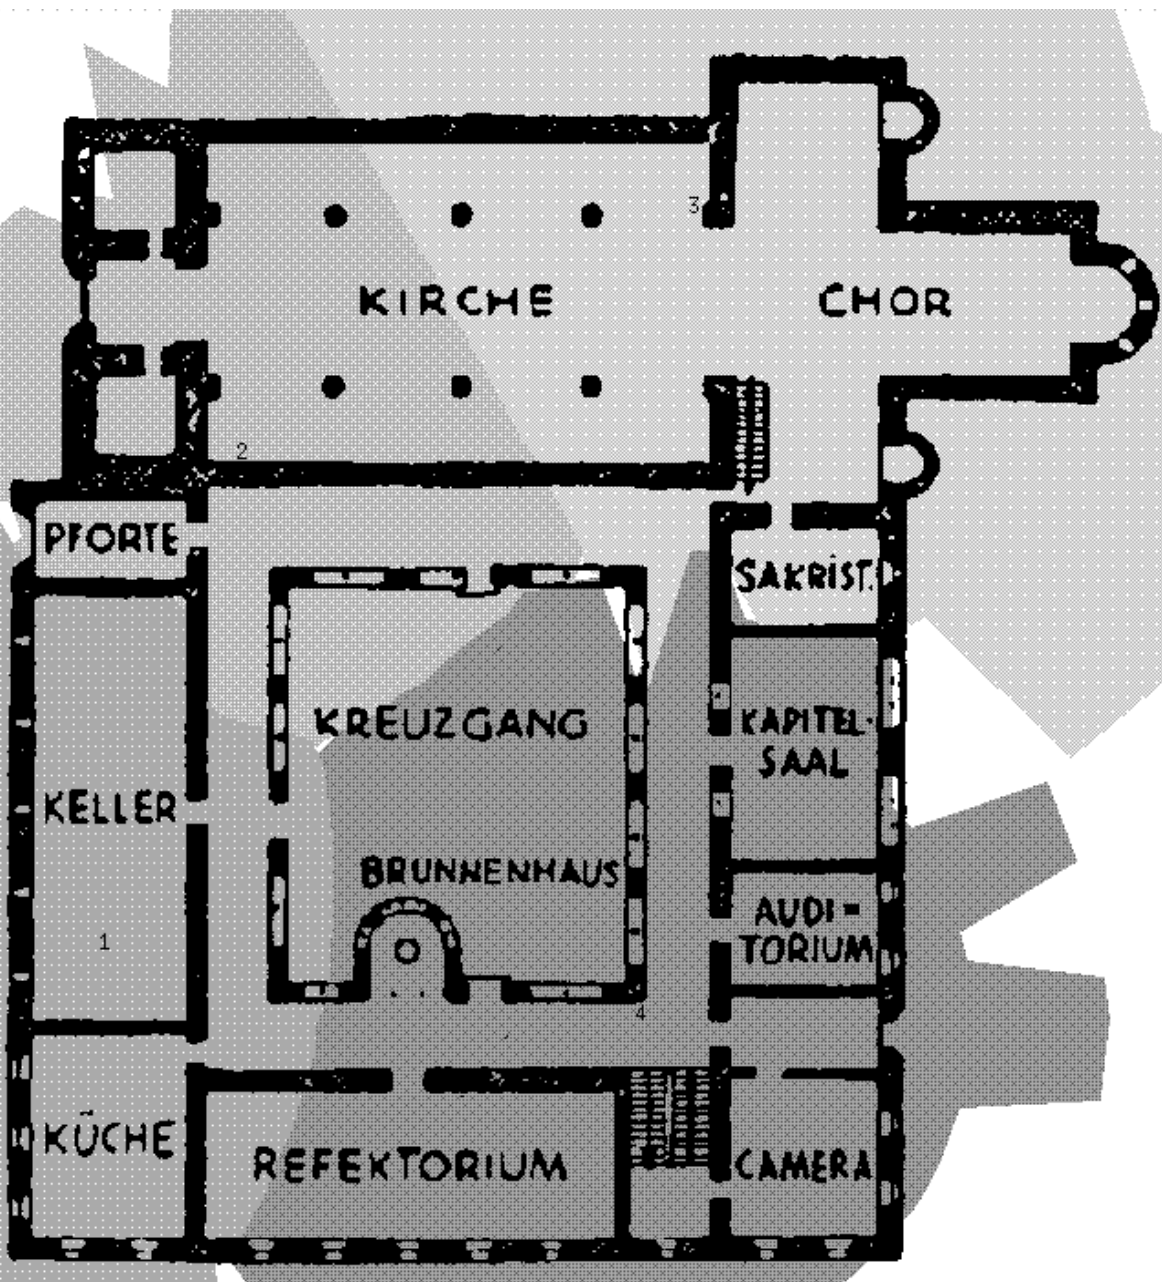 3
KIRCHE CHOR
2
PFORTE
SAKRIST.
KREUZGANG
KAPITEL-
SAAL
KELLER
BRUNNENHAUS
AUDI=
TORIUM
1
4
KÜCHE
REFEKTORIUM
CAMERA